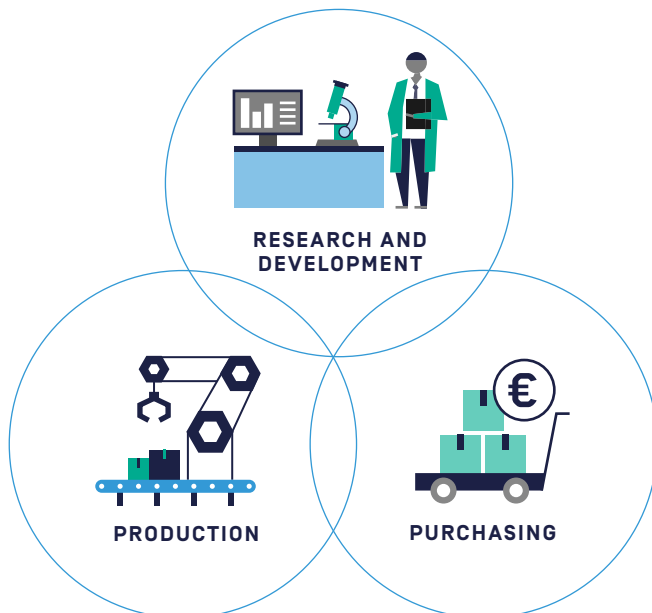 RESEARCH AND
DEVELOPMENT
€
PRODUCTION
PURCHASING